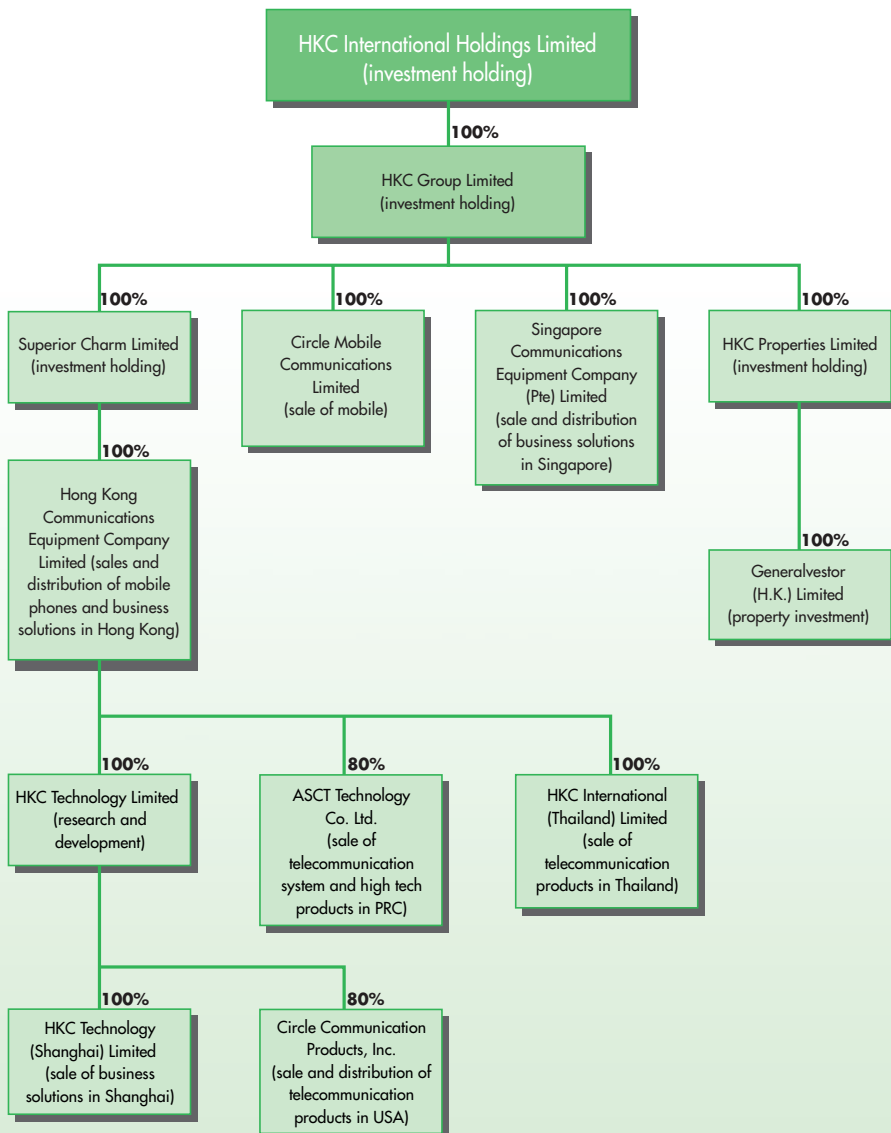 HKC International Holdings Limited
(investment holding)
100%
HKC Group Limited
(investment holding)
100%
Superior Charm Limited
(investment holding)
100%
Circle Mobile
Communications
Limited
(sale of mobile)
100%
Singapore
Communications
Equipment Company
(Pte) Limited
(sale and distribution
of business solutions
in Singapore)
100%
HKC Properties Limited
(investment holding)
100%
Hong Kong
Communications
Equipment Company
Limited (sales and
distribution of mobile
phones and business
solutions in Hong Kong)
100%
Generalvestor
(H.K.) Limited
(property investment)
100%
HKC Technology Limited
(research and
development)
80%
ASCT Technology
Co. Ltd.
(sale of
telecommunication
system and high tech
products in PRC)
100%
HKC International
(Thailand) Limited
(sale of
telecommunication
products in Thailand)
100%
HKC Technology
(Shanghai) Limited
(sale of business
solutions in Shanghai)
80%
Circle Communication
Products, Inc.
(sale and distribution of
telecommunication
products in USA)